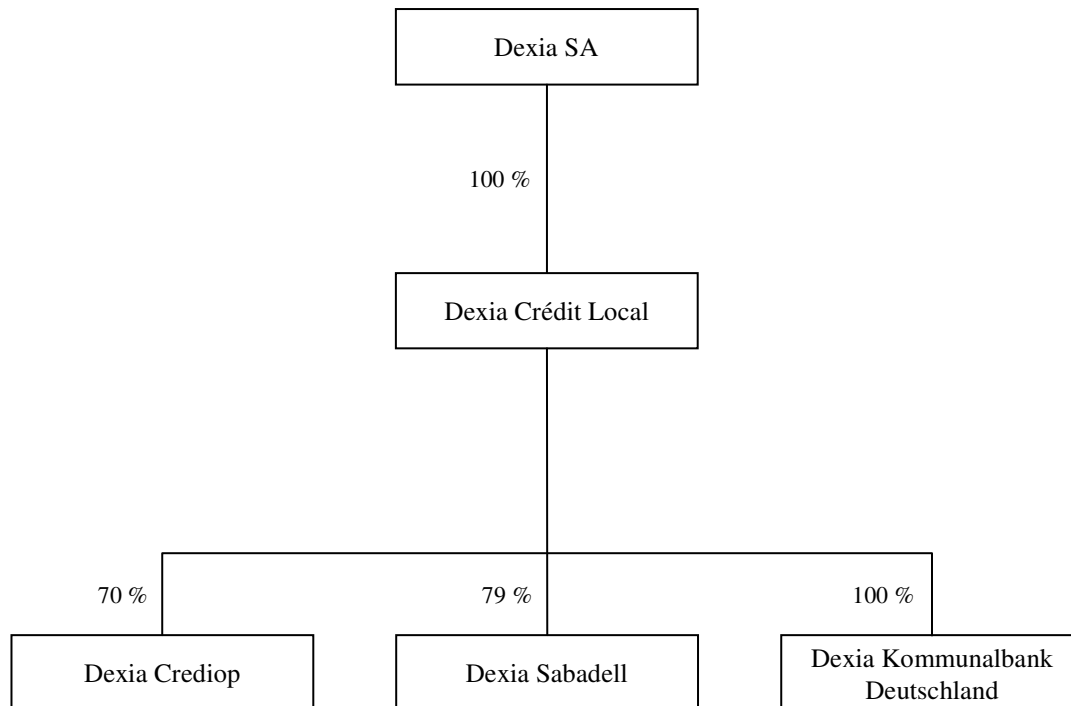 Dexia SA
100 %
Dexia Crédit Local
70 %
79 %
100 %
Dexia Crediop
Dexia Sabadell
Dexia Kommunalbank
Deutschland